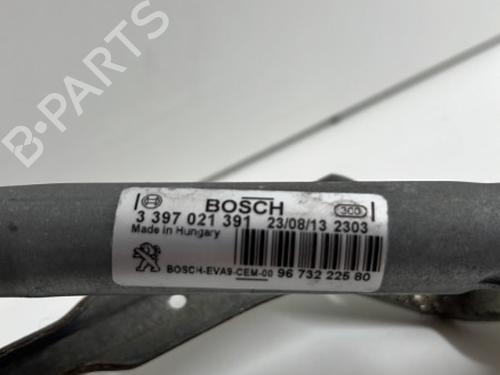 BOSCH
300
3 397 021 391 23/08/13 2303
Made in Hungary
BOSCH-EVA9-CEM-00 96 732 225 80
B-PARTS